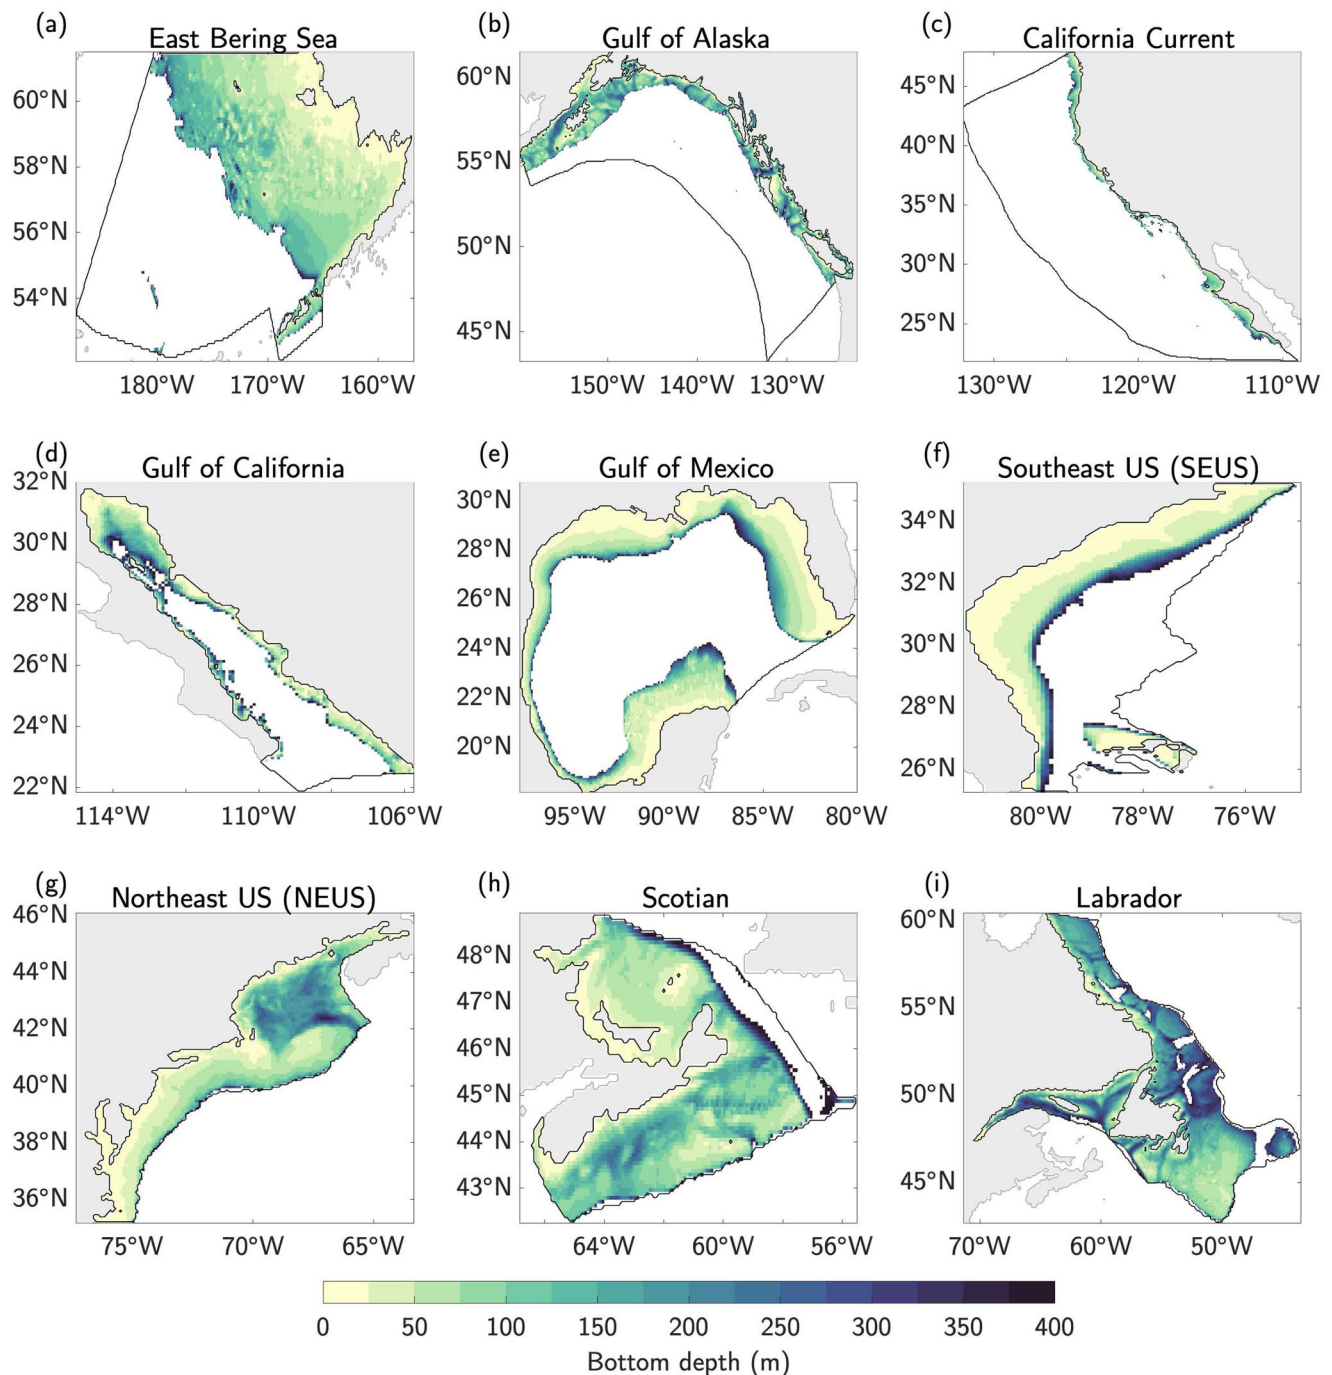 (a) East Bering Sea
60°N
58°N
56°N
54°N
180°W 170°W 160°W
(b) Gulf of Alaska
60°N
55°N
50°N
45°N
150°W 140°W 130°W
(c) California Current
45°N
40°N
35°N
30°N
25°N
130°W 120°W 110°W
(d) Gulf of California
32°N
30°N
28°N
26°N
24°N
22°N
114°W 110°W 106°W
(e) Gulf of Mexico
30°N
28°N
26°N
24°N
22°N
20°N
95°W 90°W 85°W 80°W
(f) Southeast US (SEUS)
34°N
32°N
30°N
28°N
26°N
80°W 78°W 76°W
(g) Northeast US (NEUS)
46°N
44°N
42°N
40°N
38°N
36°N
75°W 70°W 65°W
(h) Scotian
48°N
47°N
46°N
45°N
44°N
43°N
64°W 60°W 56°W
(i) Labrador
60°N
55°N
50°N
45°N
70°W 60°W 50°W
0 50 100 150 200 250 300 350 400
Bottom depth (m)